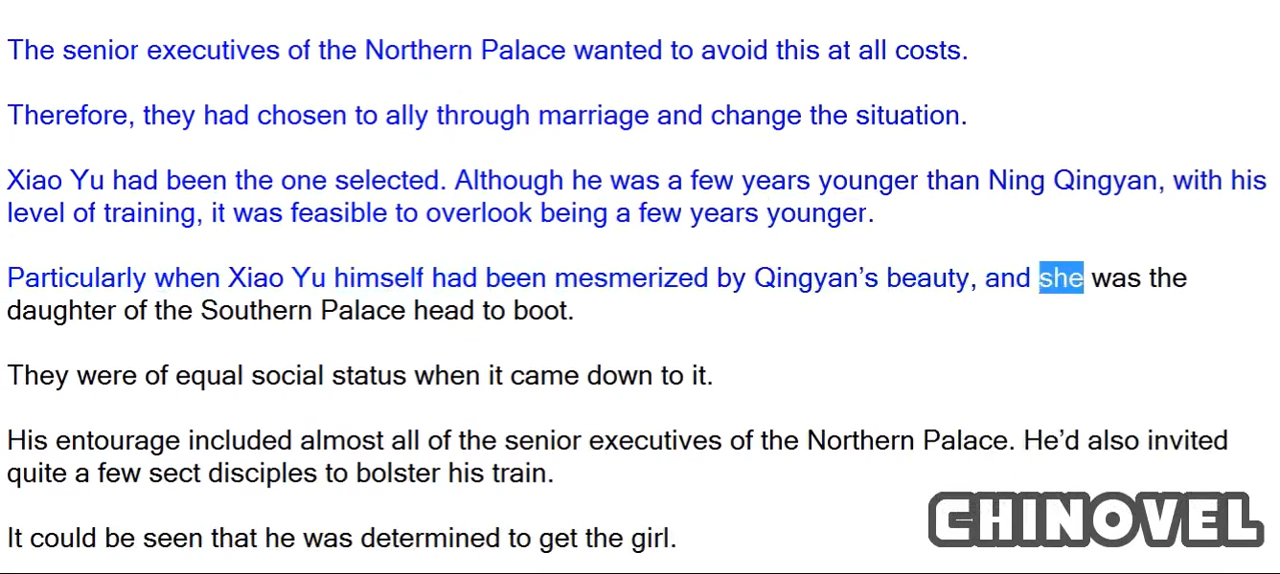 The senior executives of the Northern Palace wanted to avoid this at all costs.
Therefore, they had chosen to ally through marriage and change the situation.
Xiao Yu had been the one selected. Although he was a few years younger than Ning Qingyan, with his
level of training, it was feasible to overlook being a few years younger.
Particularly when Xiao Yu himself had been mesmerized by Qingyan’s beauty, and she was the
daughter of the Southern Palace head to boot.
They were of equal social status when it came down to it.
His entourage included almost all of the senior executives of the Northern Palace. He’d also invited
quite a few sect disciples to bolster his train.
It could be seen that he was determined to get the girl.
CHINOVEL